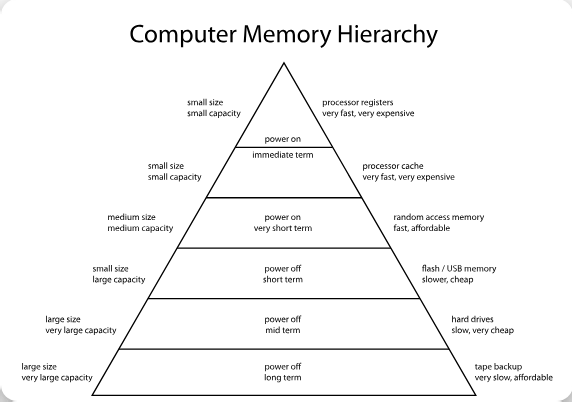 Computer Memory Hierarchy
small size
small capacity
processor registers
very fast, very expensive
power on
immediate term
small size
small capacity
processor cache
very fast, very expensive
medium size
medium capacity
power on
very short term
random access memory
fast, affordable
small size
large capacity
power off
short term
flash / USB memory
slower, cheap
large size
very large capacity
power off
mid term
hard drives
slow, very cheap
large size
very large capacity
power off
long term
tape backup
very slow, affordable